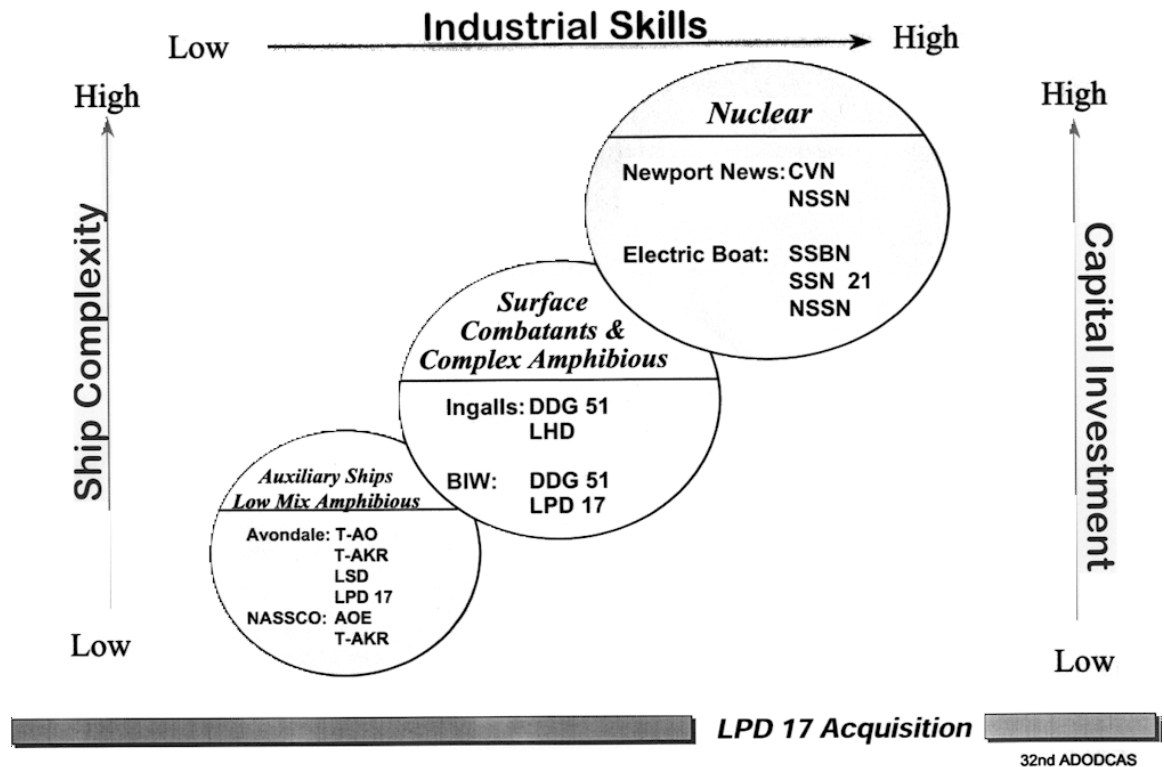 Industrial Skills
Low
High
High
High
Ship Complexity
Capital Investment
Nuclear
Newport News: CVN
NSSN
Electric Boat: SSBN
SSN 21
NSSN
Surface
Combatants &
Complex Amphibious
Ingalls: DDG 51
LHD
BIW: DDG 51
LPD 17
Auxiliary Ships
Low Mix Amphibious
Avondale: T-AO
T-AKR
LSD
LPD 17
NASSCO: AOE
T-AKR
Low
Low
LPD 17 Acquisition
32nd ADODCAS